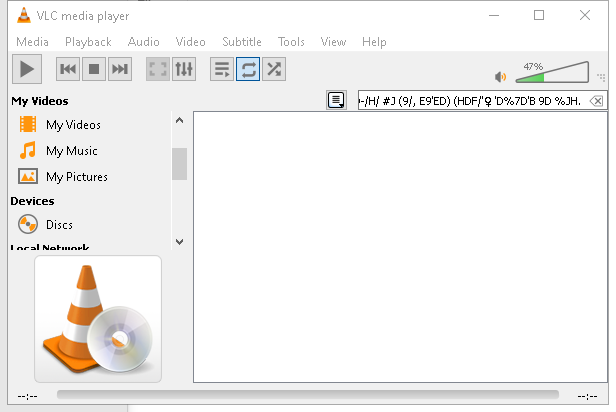 VLC media player
Media Playback Audio Video Subtitle Tools View Help
47%
My Videos
My Videos
My Music
My Pictures
Devices
Discs
Local Network
-/H/ #J (9/, E9'ED) (HDF/'♀ 'D%7D'B 9D %JH.
--:-- --:--